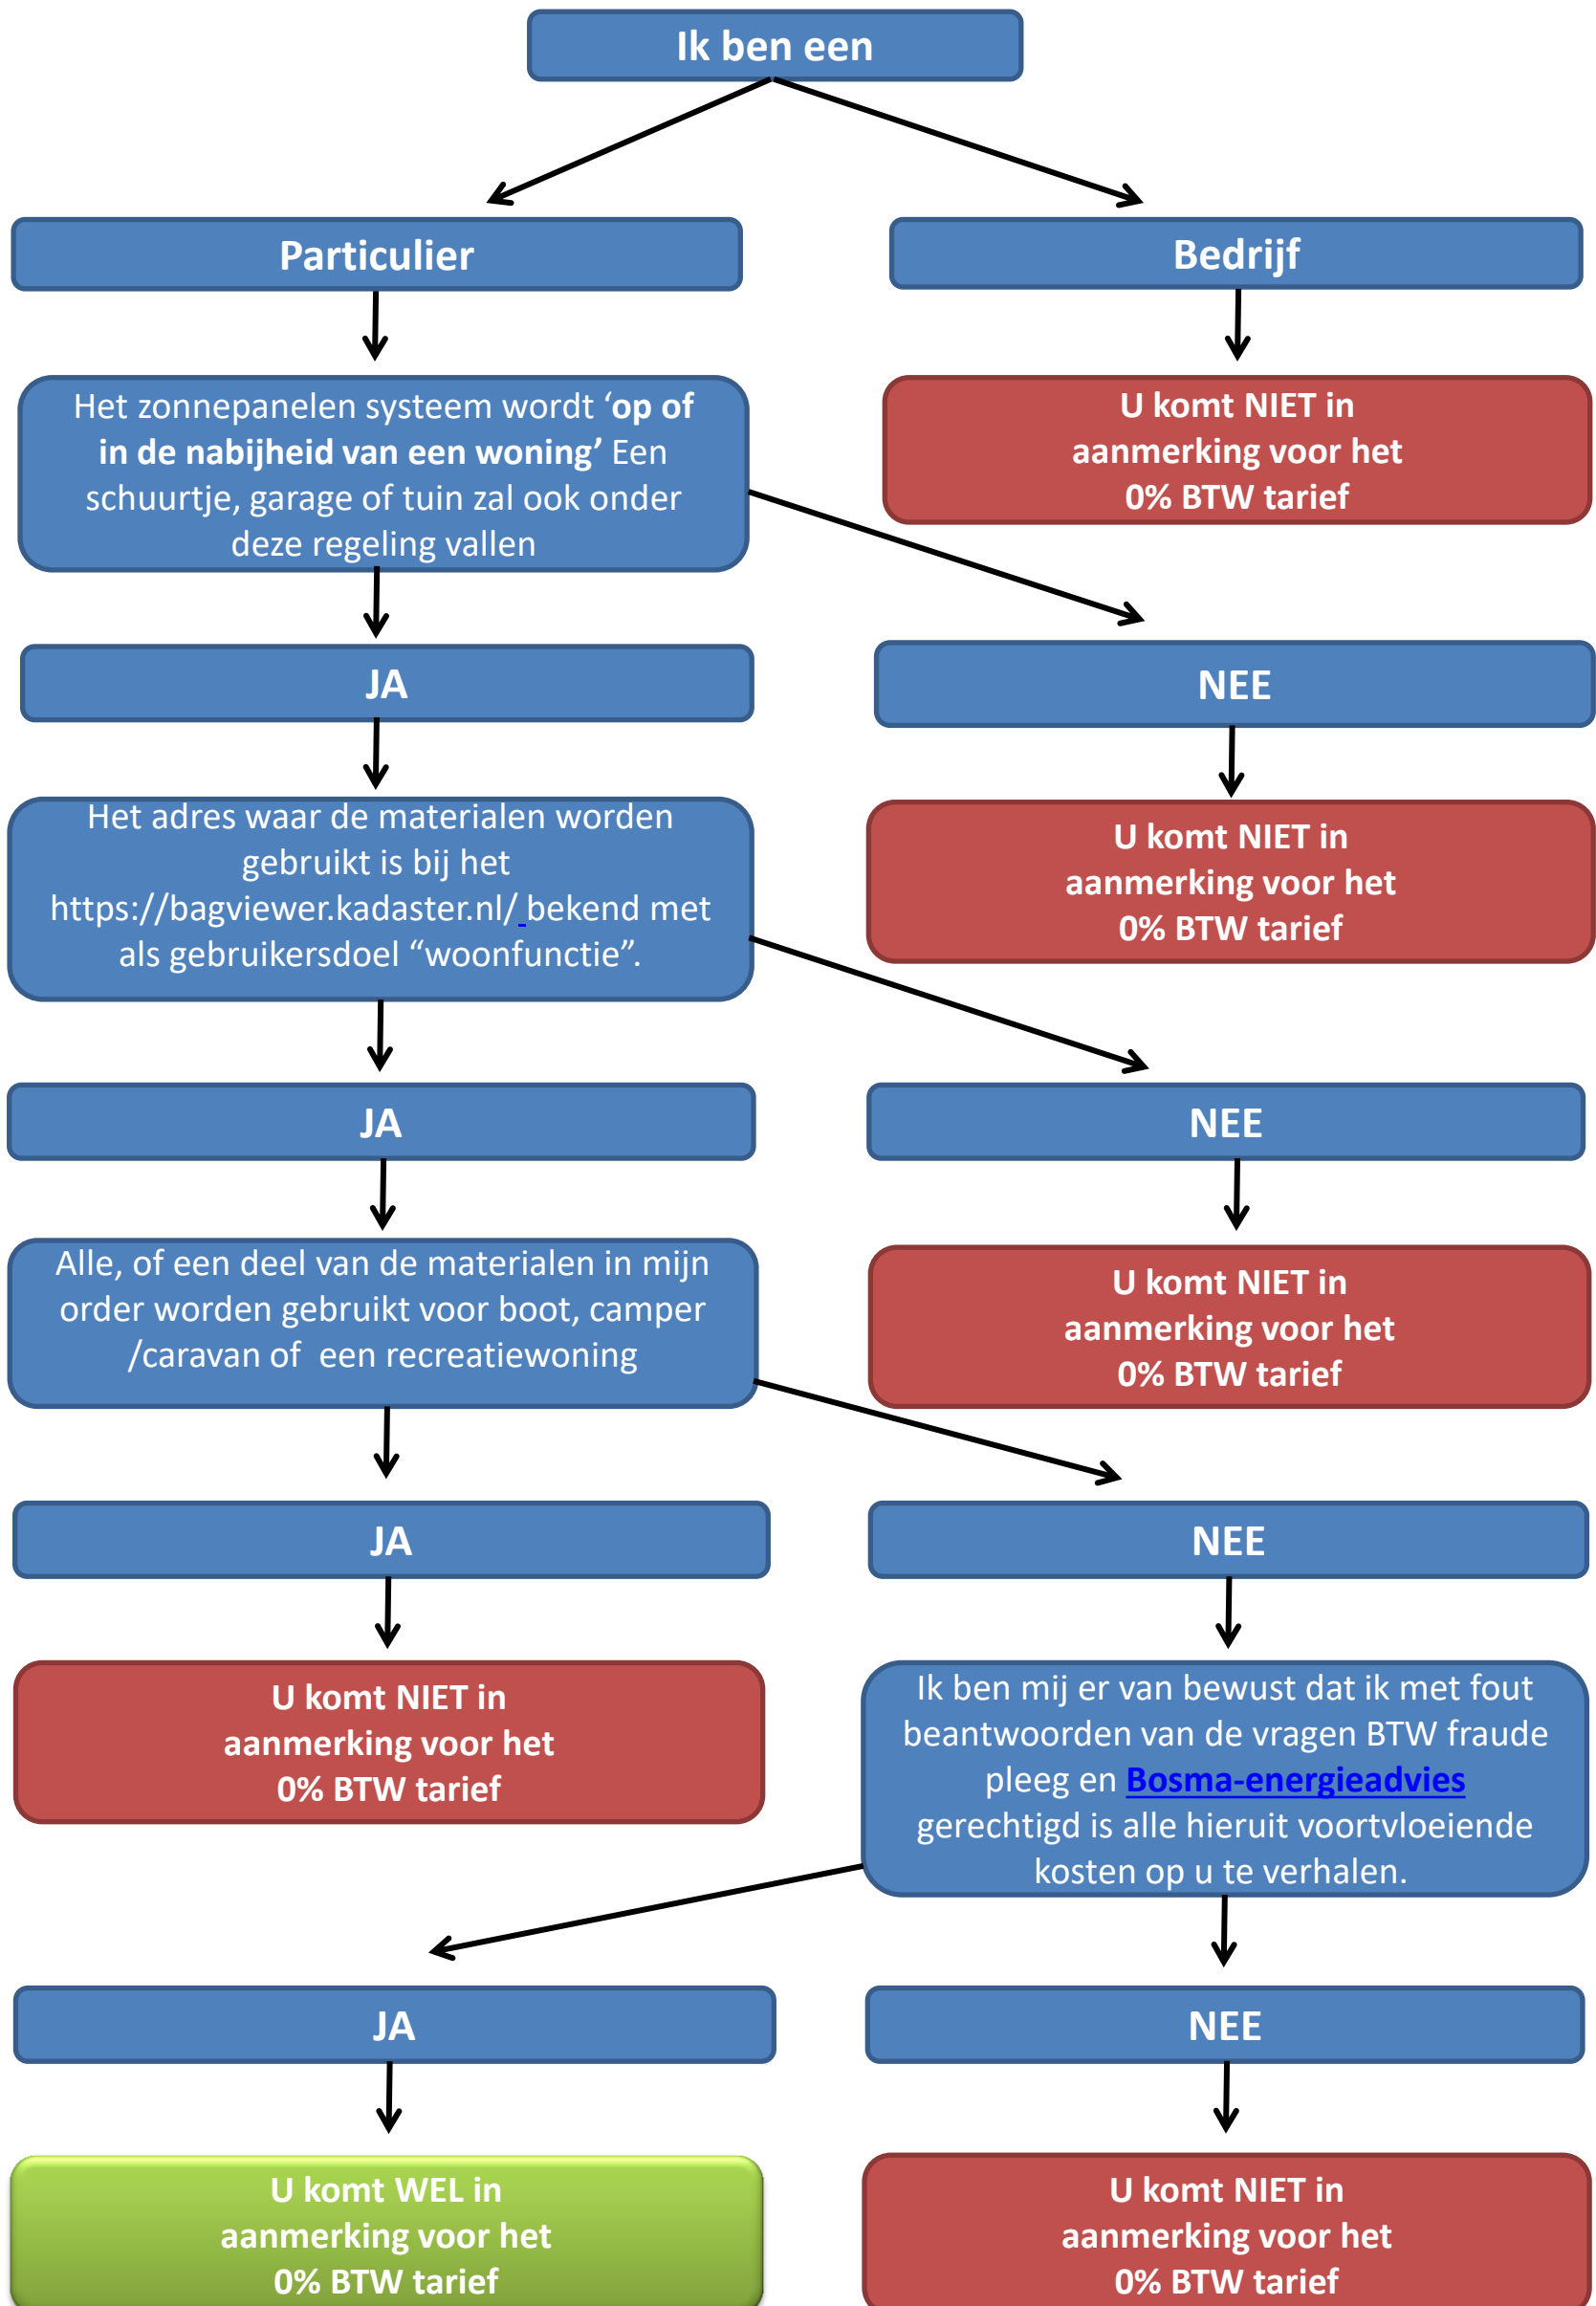 Ik ben een
Particulier
Bedrijf
Het zonnepanelen systeem wordt ‘op of
in de nabijheid van een woning’ Een
schuurtje, garage of tuin zal ook onder
deze regeling vallen
U komt NIET in
aanmerking voor het
0% BTW tarief
JA
NEE
Het adres waar de materialen worden
gebruikt is bij het
https://bagviewer.kadaster.nl/ bekend met
als gebruikersdoel “woonfunctie”.
U komt NIET in
aanmerking voor het
0% BTW tarief
JA
NEE
Alle, of een deel van de materialen in mijn
order worden gebruikt voor boot, camper
/caravan of  een recreatiewoning
U komt NIET in
aanmerking voor het
0% BTW tarief
JA
NEE
U komt NIET in
aanmerking voor het
0% BTW tarief
Ik ben mij er van bewust dat ik met fout
beantwoorden van de vragen BTW fraude
pleeg en Bosma-energieadvies
gerechtigd is alle hieruit voortvloeiende
kosten op u te verhalen.
JA
NEE
U komt WEL in
aanmerking voor het
0% BTW tarief
U komt NIET in
aanmerking voor het
0% BTW tarief